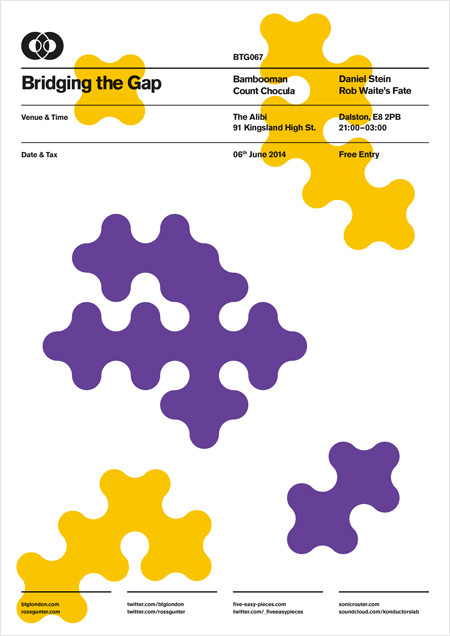 BTG067
Bridging the Gap
Bambooman
Count Chocula
Daniel Stein
Rob Waite's Fate
Venue & Time
The Alibi
91 Kingsland High St.
Dalston, E8 2PB
21:00–03:00
Date & Tax
06th June 2014
Free Entry
btglondon.com
rossgunter.com
twitter.com/btglondon
twitter.com/rossgunter
five-easy-pieces.com
twitter.com/_fiveeasypieces
sonicrouter.com
soundcloud.com/konductorslab